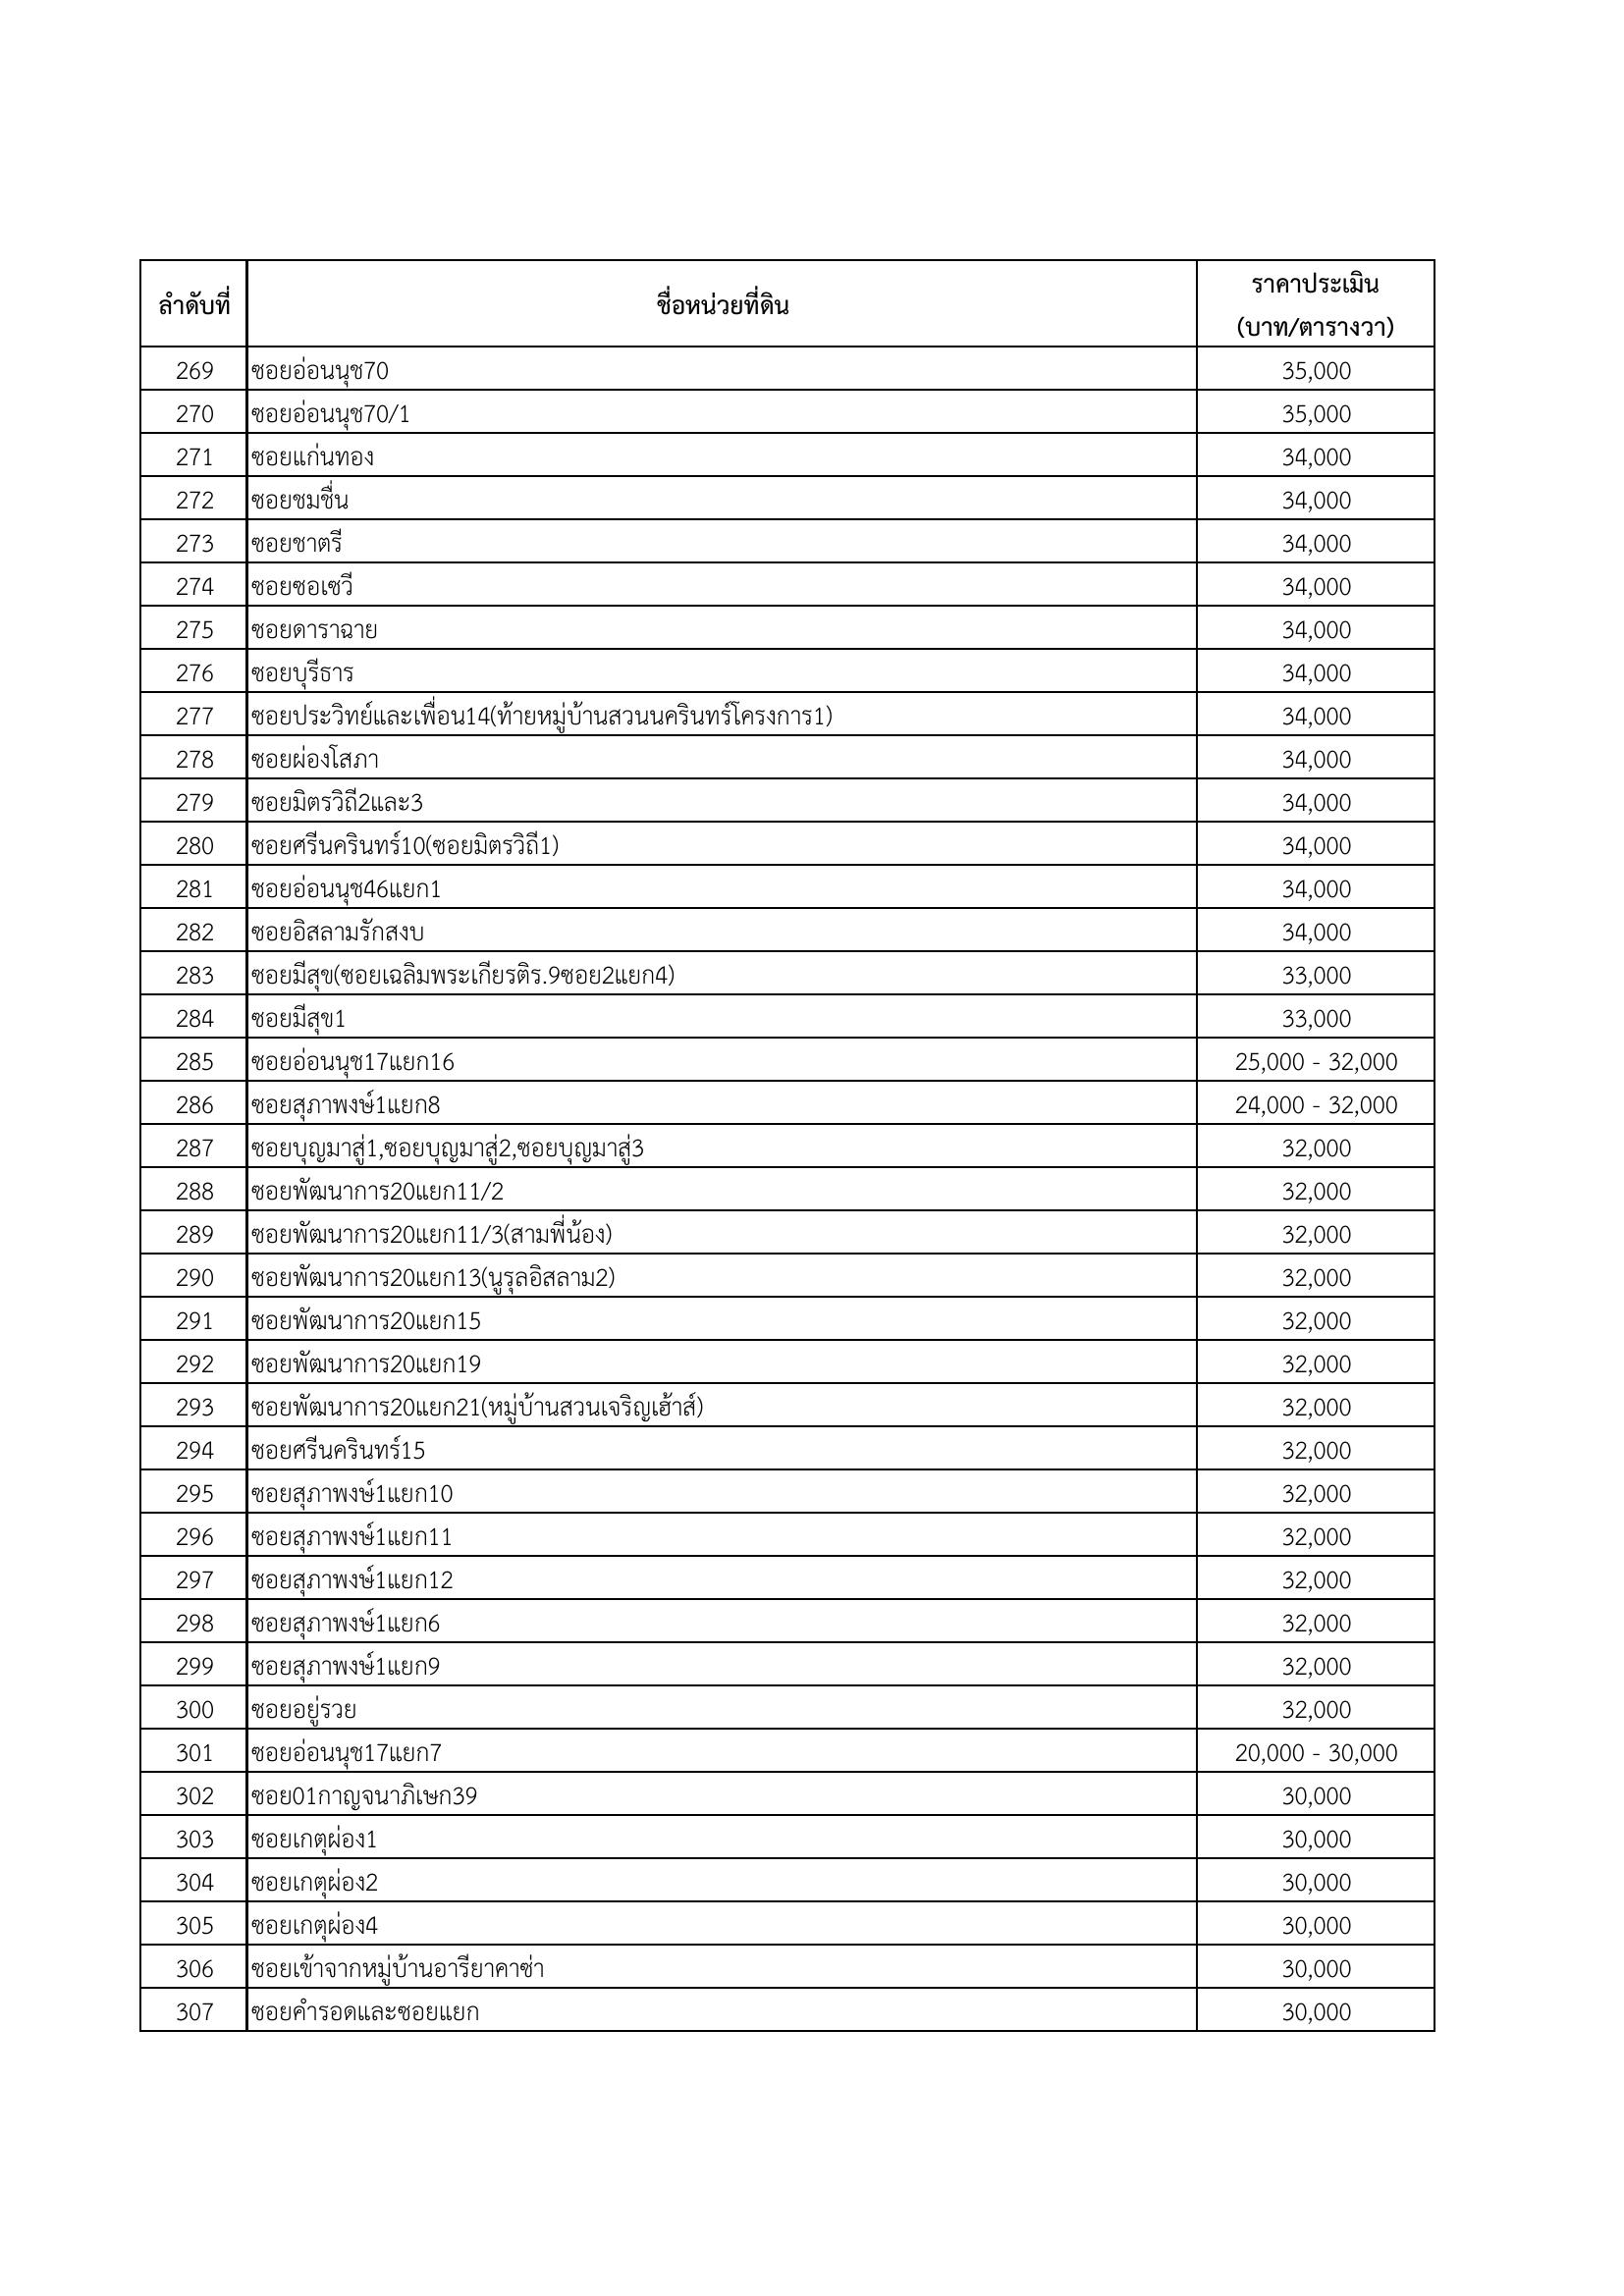 ลำดับที่ ชื่อหน่วยที่ดิน ราคาประเมิน
(บาท/ตารางวา)
269 ซอยอ่อนนุช70 35,000
270 ซอยอ่อนนุช70/1 35,000
271 ซอยแก่นทอง 34,000
272 ซอยชมชื่น 34,000
273 ซอยชาตรี 34,000
274 ซอยซอเซวี 34,000
275 ซอยดาราฉาย 34,000
276 ซอยบุรีธาร 34,000
277 ซอยประวิทย์และเพื่อน14(ท้ายหมู่บ้านสวนนครินทร์โครงการ1) 34,000
278 ซอยผ่องโสภา 34,000
279 ซอยมิตรวิถี2และ3 34,000
280 ซอยศรีนครินทร์10(ซอยมิตรวิถี1) 34,000
281 ซอยอ่อนนุช46แยก1 34,000
282 ซอยอิสลามรักสงบ 34,000
283 ซอยมีสุข(ซอยเฉลิมพระเกียรติร.9ซอย2แยก4) 33,000
284 ซอยมีสุข1 33,000
285 ซอยอ่อนนุช17แยก16 25,000 - 32,000
286 ซอยสุภาพงษ์1แยก8 24,000 - 32,000
287 ซอยบุญมาสู่1,ซอยบุญมาสู่2,ซอยบุญมาสู่3 32,000
288 ซอยพัฒนาการ20แยก11/2 32,000
289 ซอยพัฒนาการ20แยก11/3(สามพี่น้อง) 32,000
290 ซอยพัฒนาการ20แยก13(นูรุลอิสลาม2) 32,000
291 ซอยพัฒนาการ20แยก15 32,000
292 ซอยพัฒนาการ20แยก19 32,000
293 ซอยพัฒนาการ20แยก21(หมู่บ้านสวนเจริญเฮ้าส์) 32,000
294 ซอยศรีนครินทร์15 32,000
295 ซอยสุภาพงษ์1แยก10 32,000
296 ซอยสุภาพงษ์1แยก11 32,000
297 ซอยสุภาพงษ์1แยก12 32,000
298 ซอยสุภาพงษ์1แยก6 32,000
299 ซอยสุภาพงษ์1แยก9 32,000
300 ซอยอยู่รวย 32,000
301 ซอยอ่อนนุช17แยก7 20,000 - 30,000
302 ซอย01กาญจนาภิเษก39 30,000
303 ซอยเกตุผ่อง1 30,000
304 ซอยเกตุผ่อง2 30,000
305 ซอยเกตุผ่อง4 30,000
306 ซอยเข้าจากหมู่บ้านอารียาคาซ่า 30,000
307 ซอยคำรอดและซอยแยก 30,000